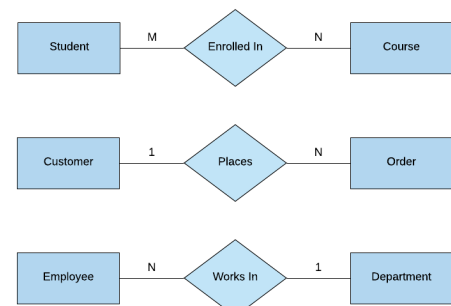 Student M Enrolled In N Course
Customer 1 Places N Order
Employee N Works In 1 Department